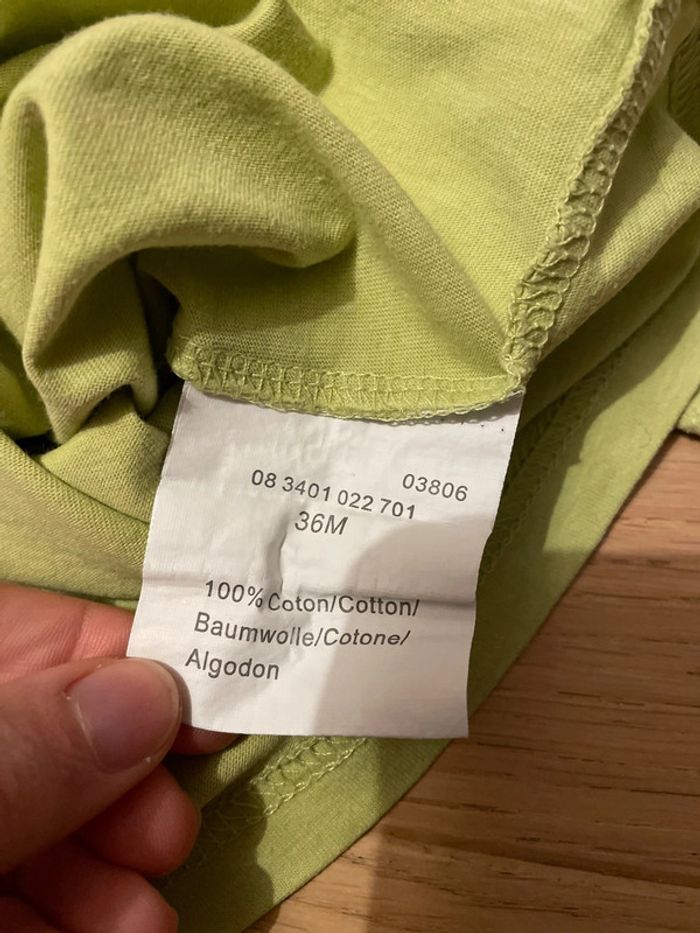 03806
08 3401 022 701
36M
100% Coton/Cotton/
Baumwolle/Cotone/
Algodon